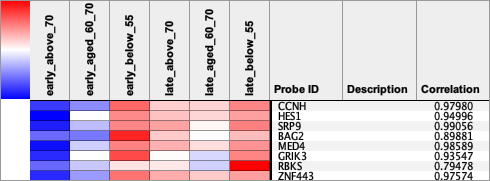 early_above_70
early_aged_60_70
early_below_55
late_above_70
late_aged_60_70
late_below_55
Probe ID Description Correlation
CCNH 0.97980
HES1 0.94996
SRP9 0.99056
BAG2 0.89881
MED4 0.98589
GRIK3 0.93547
RBKS 0.79478
ZNF443 0.97574